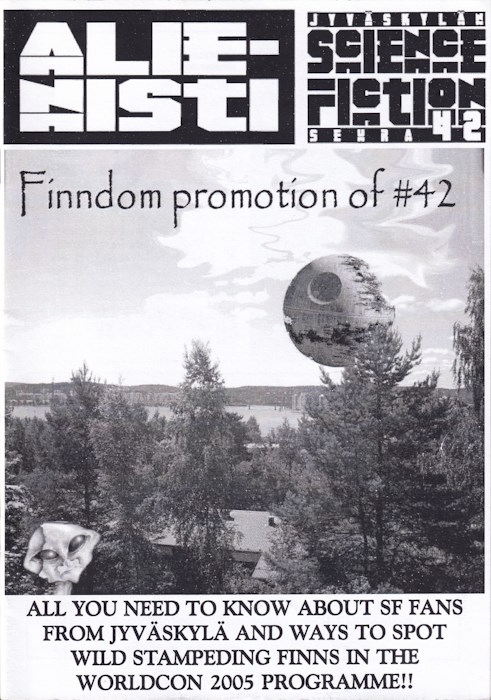 ALIE-
NISTI
JYVÄSKYLÄN
SCIENCE
FICTION
SEURA 42
Finndom promotion of #42
ALL YOU NEED TO KNOW ABOUT SF FANS
FROM JYVÄSKYLÄ AND WAYS TO SPOT
WILD STAMPEDING FINNS IN THE
WORLDCON 2005 PROGRAMME!!